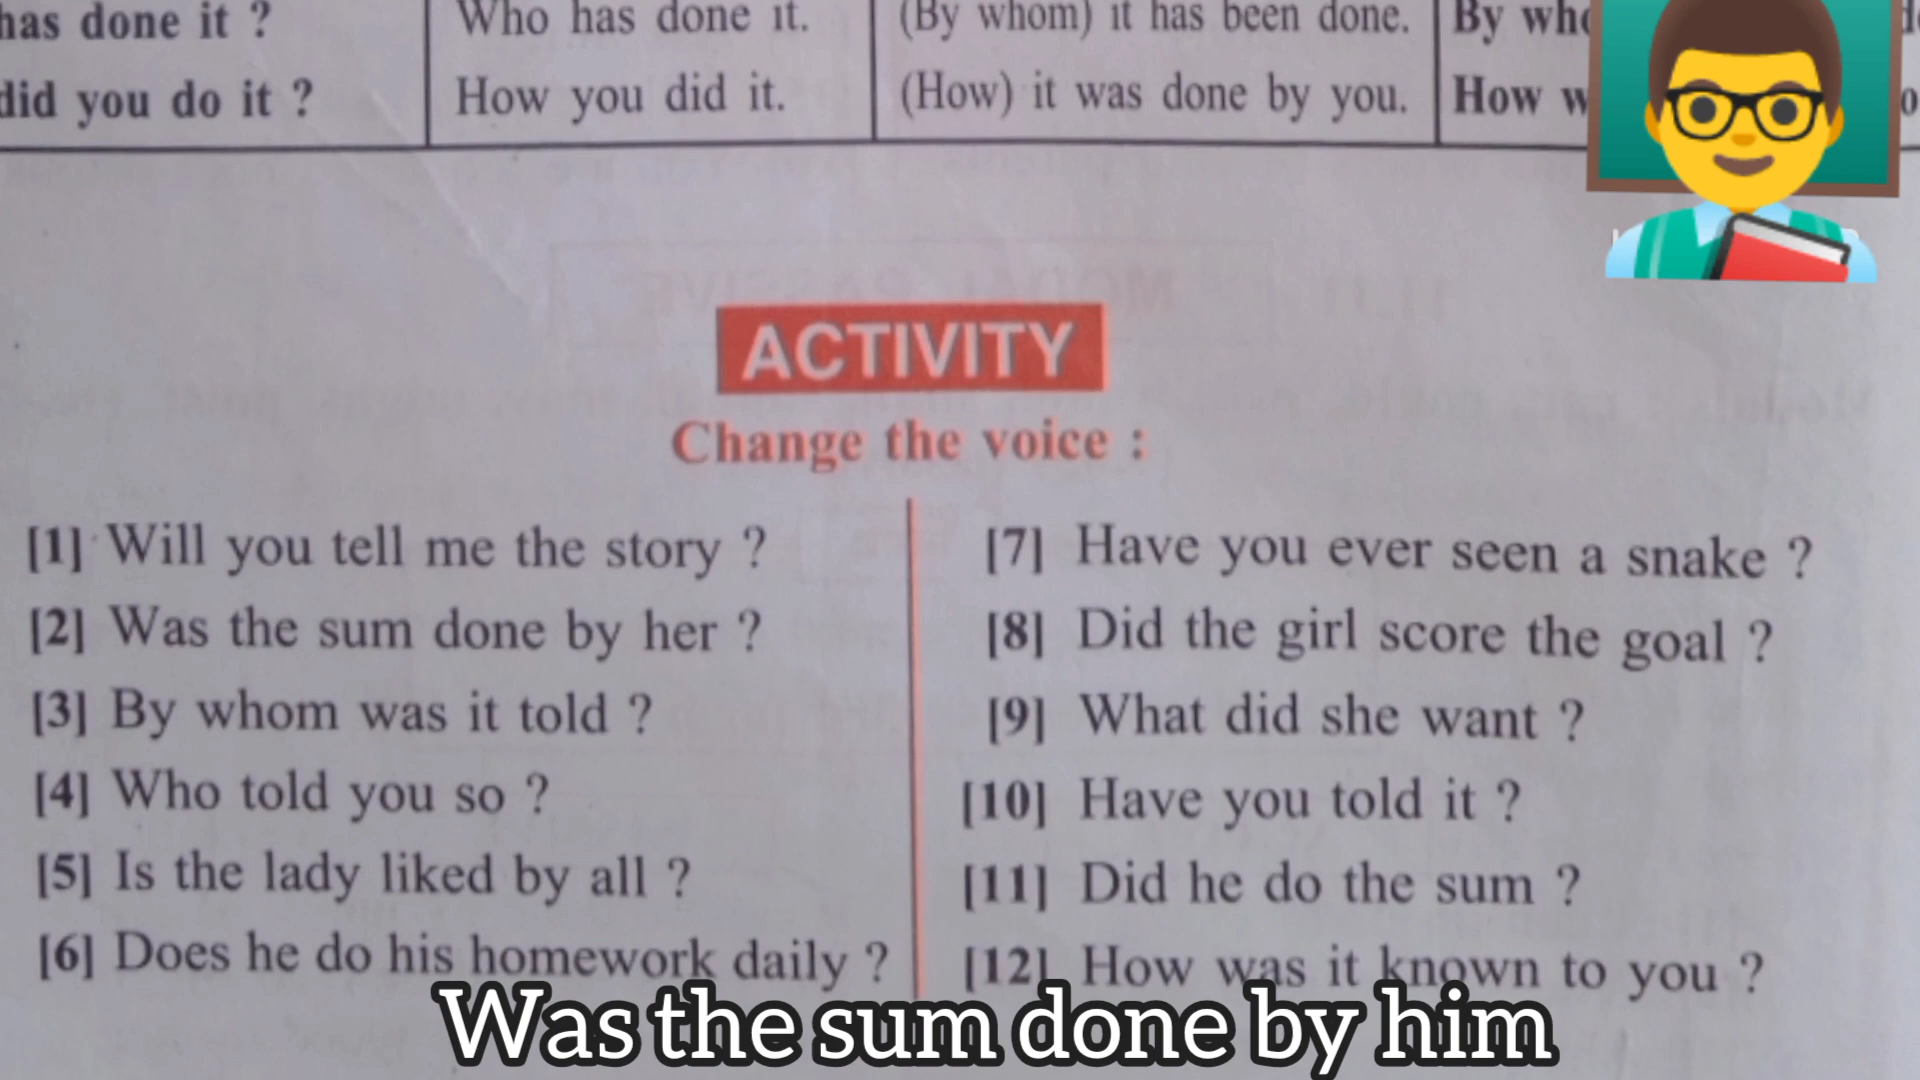 has done it ?
Who has done it.
(By whom) it has been done.
By who
did you do it ?
How you did it.
(How) it was done by you.
How w
ACTIVITY
Change the voice :
[1] Will you tell me the story ?
[2] Was the sum done by her ?
[3] By whom was it told ?
[4] Who told you so ?
[5] Is the lady liked by all ?
[6] Does he do his homework daily ?
[7] Have you ever seen a snake ?
[8] Did the girl score the goal ?
[9] What did she want ?
[10] Have you told it ?
[11] Did he do the sum ?
[12] How was it known to you ?
Was the sum done by him